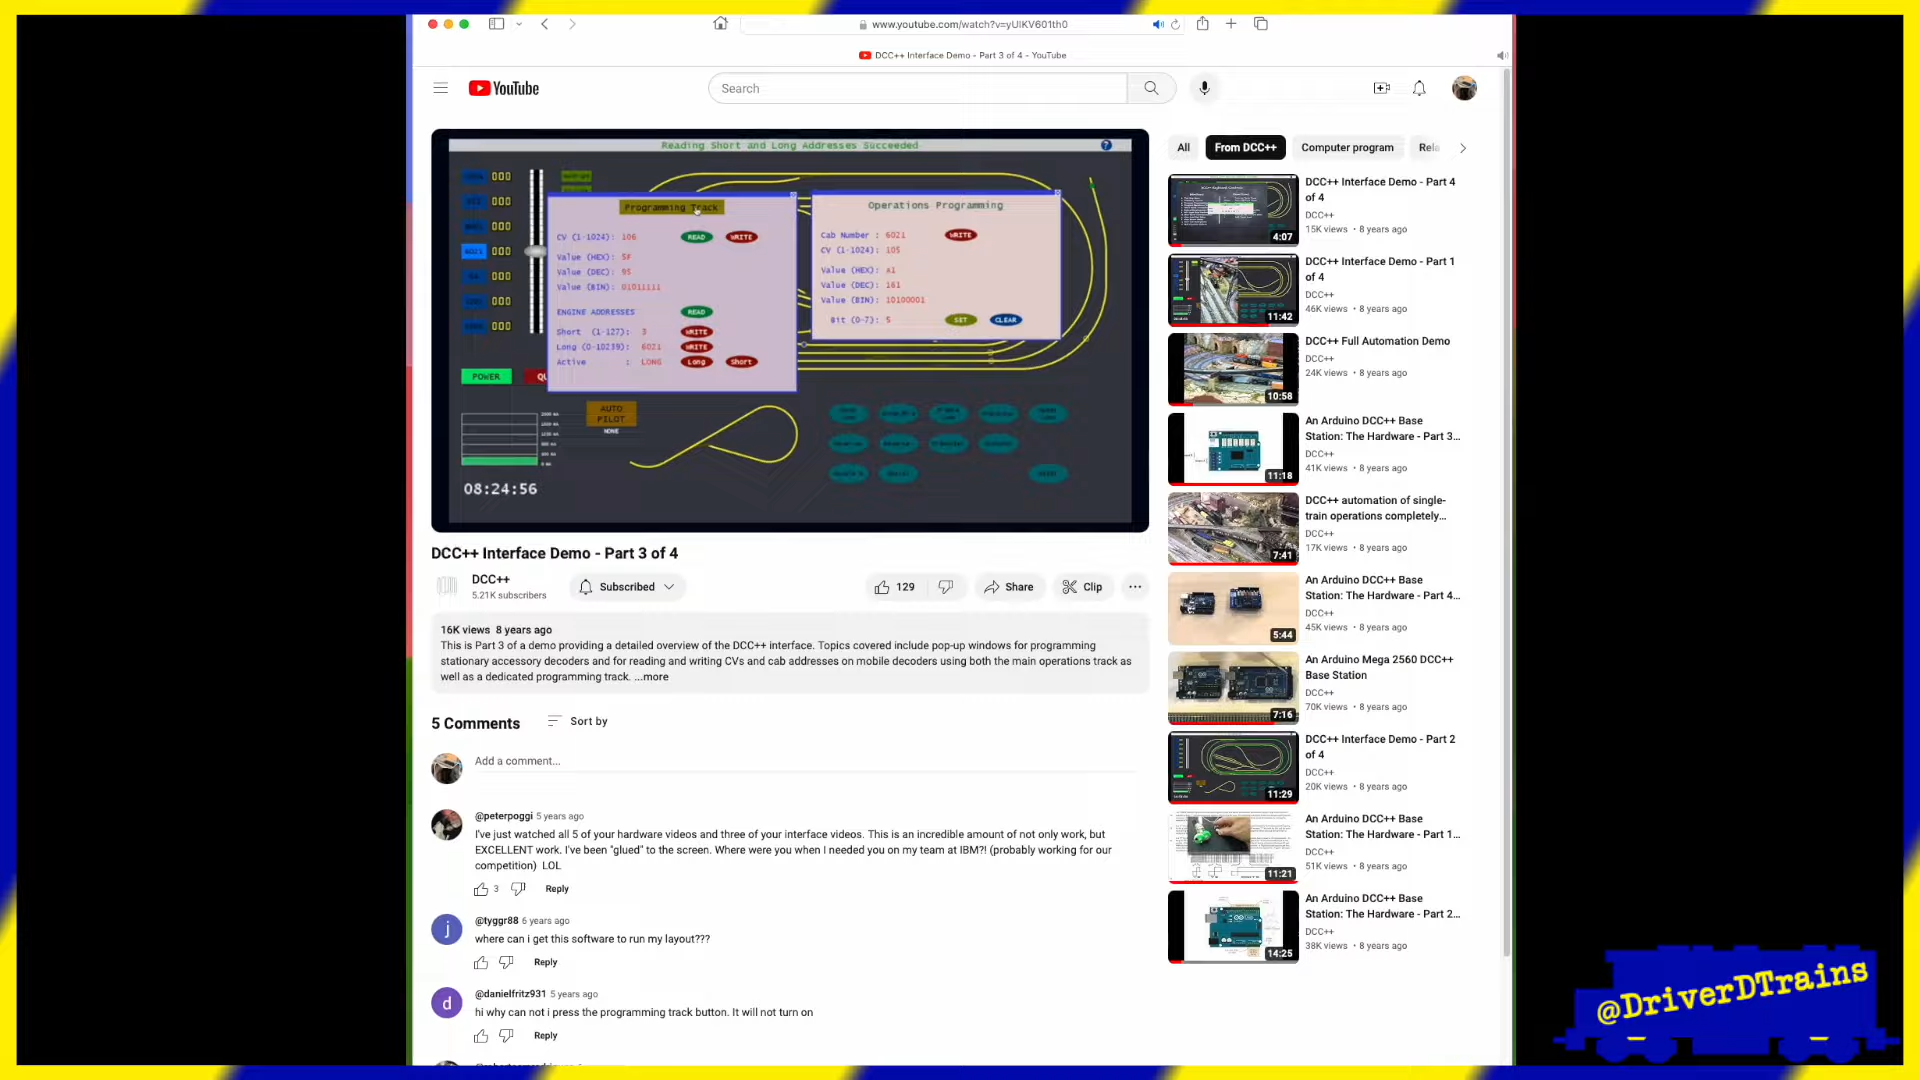 www.youtube.com/watch?v=yUlKV601th0
DCC++ Interface Demo - Part 3 of 4 - YouTube
YouTube
Search
Reading Short and Long Addresses Succeeded
?
000
000
000
000
000
000
000
Programming Track
CV (1-1024): 106 READ WRITE
Value (HEX): 5F
Value (DEC): 95
Value (BIN): 01011111
ENGINE ADDRESSES READ
Short (1-127): 3 WRITE
Long (0-10239): 6021 WRITE
Active : LONG Long Short
Operations Programming
Cab Number : 6021 WRITE
CV (1-1024): 105
Value (HEX): A1
Value (DEC): 161
Value (BIN): 10100001
Bit (0-7): 5 SET CLEAR
POWER QU
AUTO
PILOT
NONE
08:24:56
DCC++ Interface Demo - Part 3 of 4
DCC++
5.21K subscribers
Subscribed
129
Share
Clip
16K views 8 years ago
This is Part 3 of a demo providing a detailed overview of the DCC++ interface. Topics covered include pop-up windows for programming
stationary accessory decoders and for reading and writing CVs and cab addresses on mobile decoders using both the main operations track as
well as a dedicated programming track. ...more
5 Comments
Sort by
Add a comment...
@peterpoggi 5 years ago
I've just watched all 5 of your hardware videos and three of your interface videos. This is an incredible amount of not only work, but
EXCELLENT work. I've been "glued" to the screen. Where were you when I needed you on my team at IBM?! (probably working for our
competition) LOL
3
Reply
j
@tyggr88 6 years ago
where can i get this software to run my layout???
Reply
d
@danielfritz931 5 years ago
hi why can not i press the programming track button. It will not turn on
Reply
All
From DCC++
Computer program
Rela
DCC++ Interface Demo - Part 4
of 4
DCC++
15K views • 8 years ago
4:07
DCC++ Interface Demo - Part 1
of 4
DCC++
46K views • 8 years ago
11:42
DCC++ Full Automation Demo
DCC++
24K views • 8 years ago
10:58
An Arduino DCC++ Base
Station: The Hardware - Part 3...
DCC++
41K views • 8 years ago
11:18
DCC++ automation of single-
train operations completely...
DCC++
17K views • 8 years ago
7:41
An Arduino DCC++ Base
Station: The Hardware - Part 4...
DCC++
45K views • 8 years ago
5:44
An Arduino Mega 2560 DCC++
Base Station
DCC++
70K views • 8 years ago
7:16
DCC++ Interface Demo - Part 2
of 4
DCC++
20K views • 8 years ago
11:29
An Arduino DCC++ Base
Station: The Hardware - Part 1...
DCC++
51K views • 8 years ago
11:21
An Arduino DCC++ Base
Station: The Hardware - Part 2...
DCC++
38K views • 8 years ago
14:25
@DriverDTrains